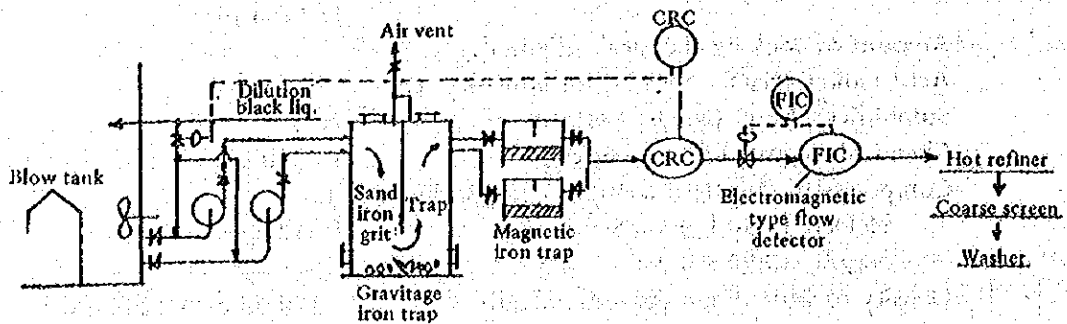 CRC
Air vent
Dilution
black liq.
FIC
Blow tank
Sand
iron
grit
Trap
CRC
FIC
Hot refiner
Electromagnetic
type flow
detector
Coarse screen
Magnetic
iron trap
Washer
Gravitage
iron trap